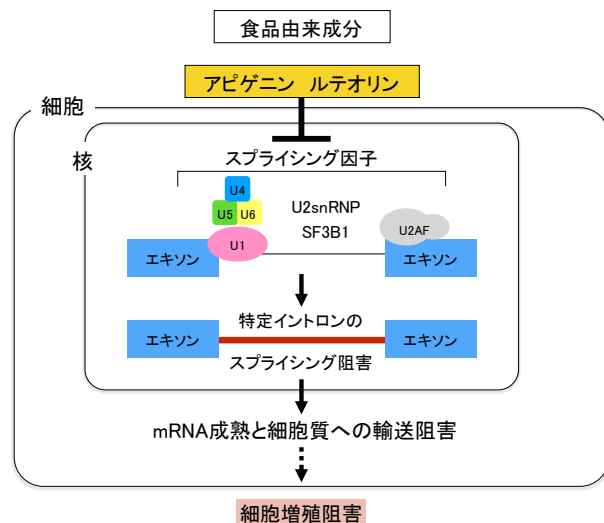 食品由来成分
アピゲニン ルテオリン
細胞
核
スプライシング因子
U4
U5 U6
U1
U2snRNP
SF3B1
U2AF
エキソン
エキソン
特定イントロンの
エキソン
エキソン
スプライシング阻害
mRNA成熟と細胞質への輸送阻害
細胞増殖阻害